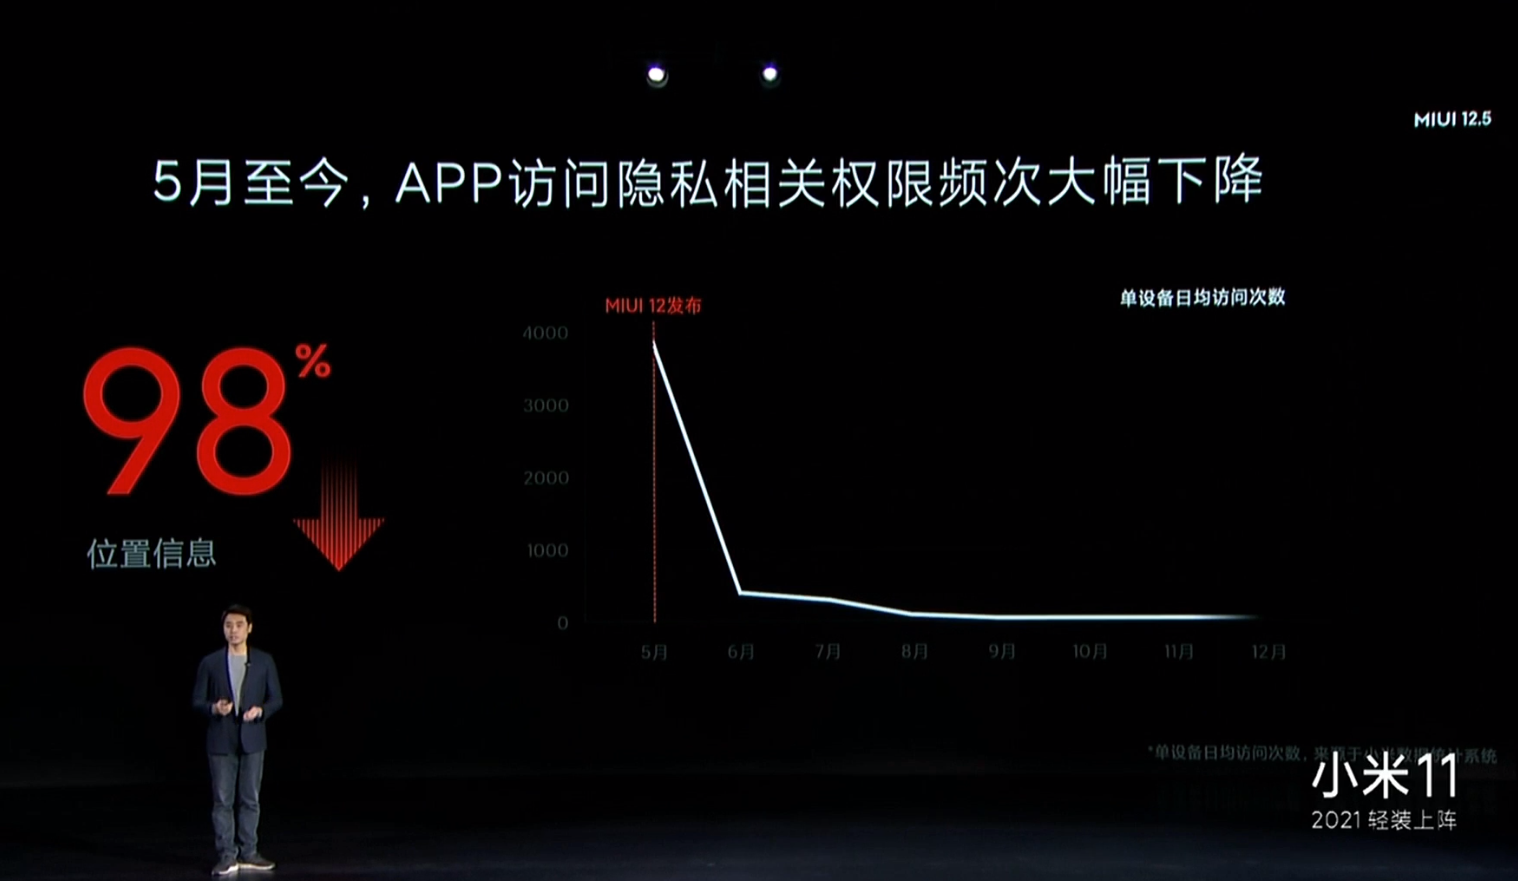 MIUI 12.5
5月至今，APP访问隐私相关权限频次大幅下降
MIUI 12发布
单设备日均访问次数
98%
位置信息
4000
3000
2000
1000
0
5月 6月 7月 8月 9月 10月 11月 12月
*单设备日均访问次数，来源于小米数据统计系统
小米11
2021 轻装上阵